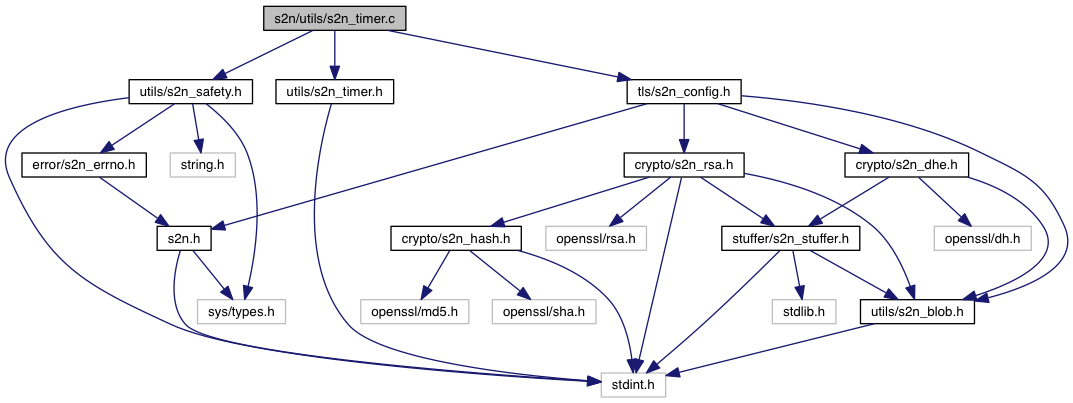 s2n/utils/s2n_timer.c
utils/s2n_safety.h
utils/s2n_timer.h
tls/s2n_config.h
error/s2n_errno.h
string.h
crypto/s2n_rsa.h
crypto/s2n_dhe.h
s2n.h
crypto/s2n_hash.h
openssl/rsa.h
stuffer/s2n_stuffer.h
openssl/dh.h
sys/types.h
openssl/md5.h
openssl/sha.h
stdlib.h
utils/s2n_blob.h
stdint.h